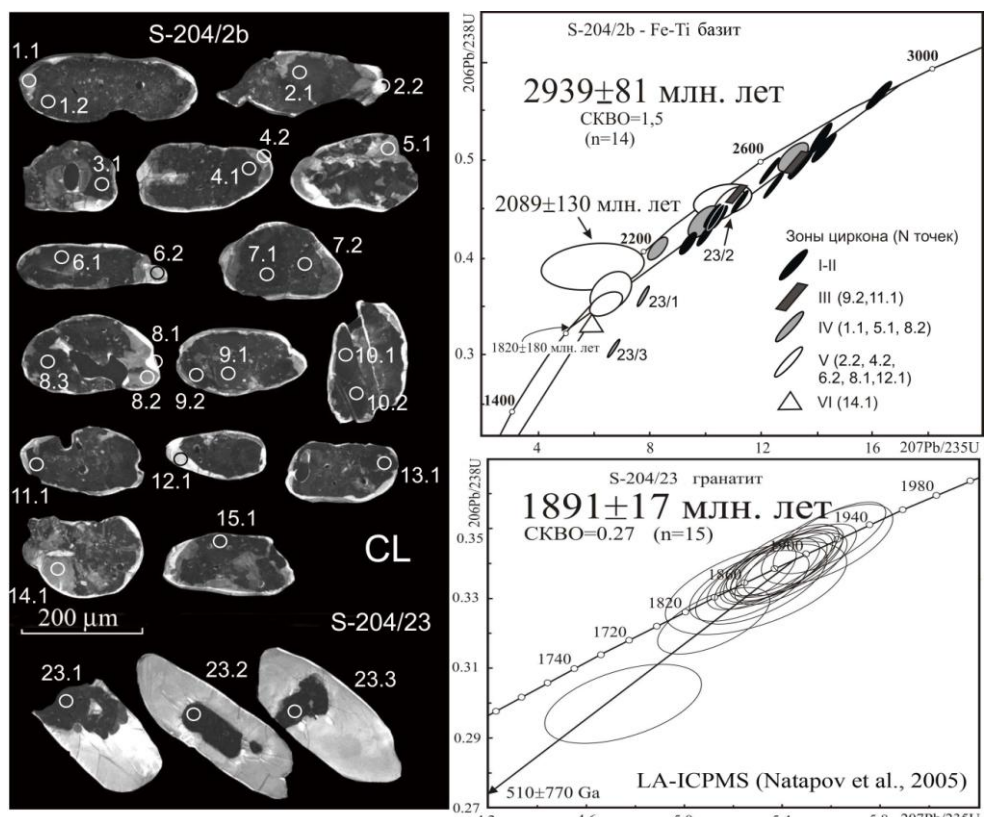 S-204/2b
1.1
1.2
2.1
2.2
3.1
4.2
4.1
5.1
6.1
6.2
7.1
7.2
8.3
8.1
8.2
9.1
9.2
10.1
10.2
11.1
12.1
13.1
14.1
15.1
CL
200 µm
S-204/23
23.1
23.2
23.3
206Pb/238U
S-204/2b - Fe-Ti базит
2939±81 млн. лет
СКВО=1,5
(n=14)
3000
2600
2089±130 млн. лет
2200
23/2
23/1
23/3
1820±180 млн. лет
1400
0.5
0.4
0.3
Зоны циркона (N точек)
I-II
III (9.2,11.1)
IV (1.1, 5.1, 8.2)
V (2.2, 4.2,
6.2, 8.1,12.1)
VI (14.1)
4
8
12
16
207Pb/235U
206Pb/238U
S-204/23 гранатит
1891±17 млн. лет
СКВО=0.27 (n=15)
1980
1940
1900
1860
1820
1720
1740
0.35
0.33
0.31
0.29
0.27
510±770 Ga
LA-ICPMS (Natapov et al., 2005)
207Pb/235U